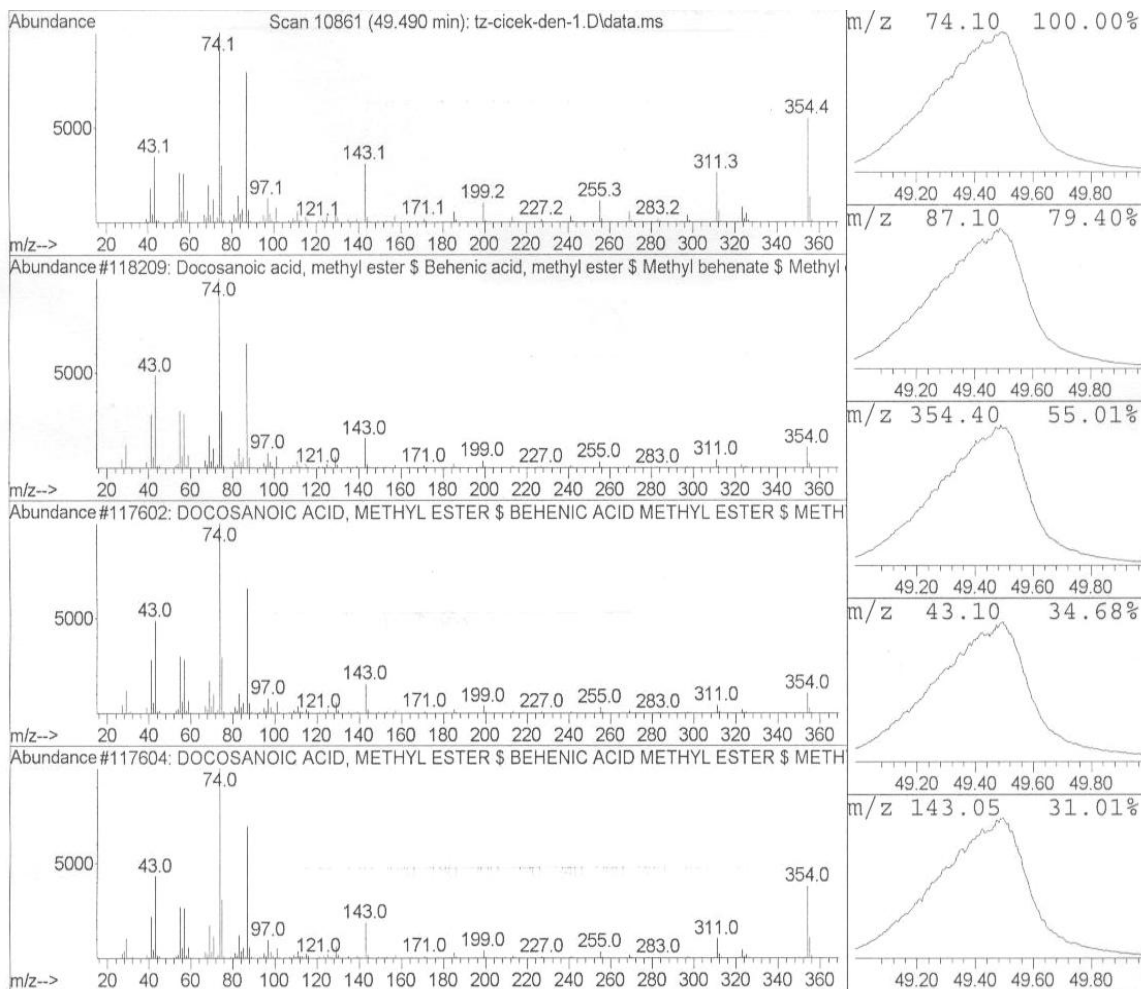 Abundance Scan 10861 (49.490 min): tz-cicek-den-1.D\data.ms
74.1
354.4
5000
43.1
143.1
311.3
97.1
121.1
171.1
199.2
227.2
255.3
283.2
m/z--> 20 40 60 80 100 120 140 160 180 200 220 240 260 280 300 320 340 360
Abundance #118209: Docosanoic acid, methyl ester $ Behenic acid, methyl ester $ Methyl behenate $ Methyl
74.0
5000
43.0
97.0
121.0
143.0
171.0
199.0
227.0
255.0
283.0
311.0
354.0
m/z--> 20 40 60 80 100 120 140 160 180 200 220 240 260 280 300 320 340 360
Abundance #117602: DOCOSANOIC ACID, METHYL ESTER $ BEHENIC ACID METHYL ESTER $ METH
74.0
5000
43.0
97.0
121.0
143.0
171.0
199.0
227.0
255.0
283.0
311.0
354.0
m/z--> 20 40 60 80 100 120 140 160 180 200 220 240 260 280 300 320 340 360
Abundance #117604: DOCOSANOIC ACID, METHYL ESTER $ BEHENIC ACID METHYL ESTER $ METH
74.0
5000
43.0
97.0
121.0
143.0
171.0
199.0
227.0
255.0
283.0
311.0
354.0
m/z--> 20 40 60 80 100 120 140 160 180 200 220 240 260 280 300 320 340 360
m/z 74.10 100.00%
49.20 49.40 49.60 49.80
m/z 87.10 79.40%
49.20 49.40 49.60 49.80
m/z 354.40 55.01%
49.20 49.40 49.60 49.80
m/z 43.10 34.68%
49.20 49.40 49.60 49.80
m/z 143.05 31.01%
49.20 49.40 49.60 49.80